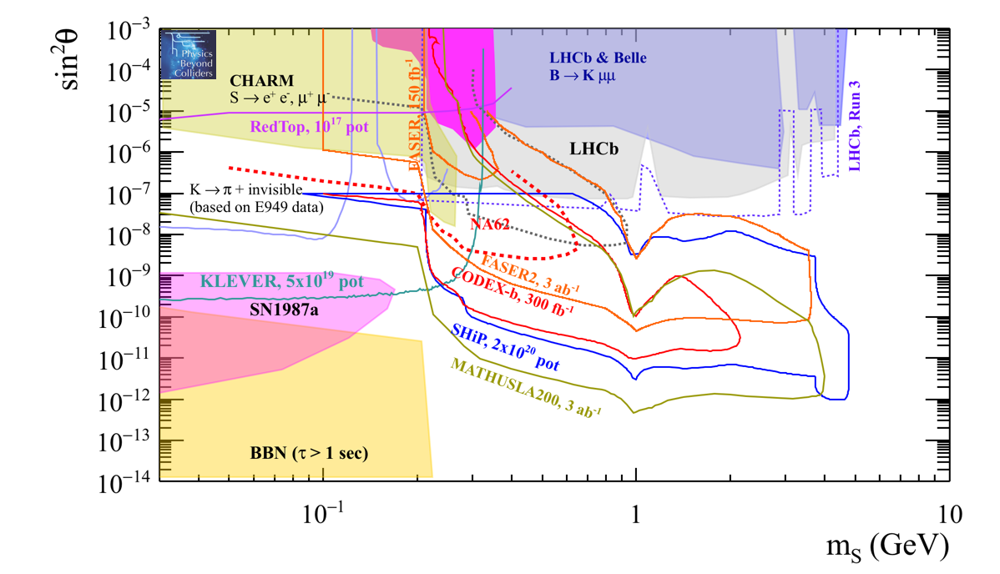 10⁻³
sin²θ
Physics
Beyond
Colliders
10⁻⁴
CHARM
S → e⁺ e⁻, μ⁺ μ⁻
FASER, 150 fb⁻¹
LHCb & Belle
B → K μμ
LHCb, Run 3
10⁻⁵
RedTop, 10¹⁷ pot
10⁻⁶
LHCb
10⁻⁷
K → π + invisible
(based on E949 data)
10⁻⁸
NA62
10⁻⁹
FASER2, 3 ab⁻¹
KLEVER, 5x10¹⁹ pot
CODEX-b, 300 fb⁻¹
SN1987a
10⁻¹⁰
SHiP, 2x10²⁰ pot
10⁻¹¹
MATHUSLA200, 3 ab⁻¹
10⁻¹²
10⁻¹³
BBN (τ > 1 sec)
10⁻¹⁴
10⁻¹ 1 10
mS (GeV)